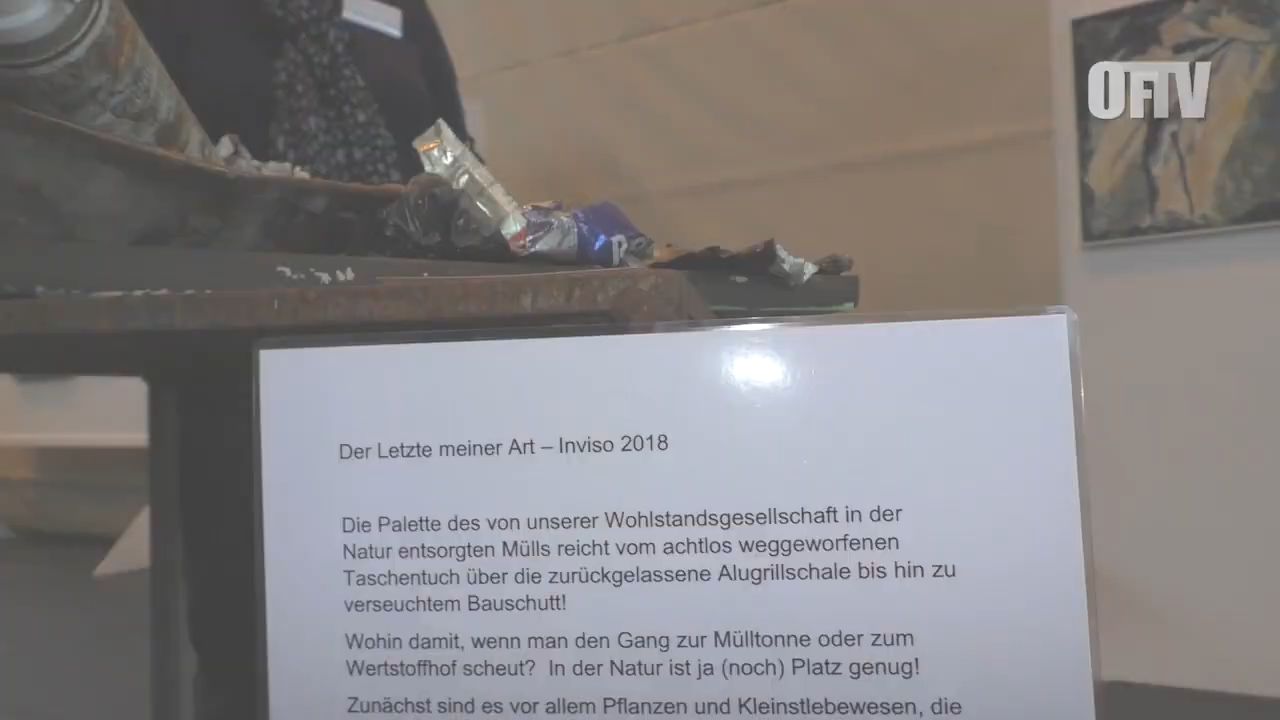 OFTV
Der Letzte meiner Art – Inviso 2018
Die Palette des von unserer Wohlstandsgesellschaft in der
Natur entsorgten Mülls reicht vom achtlos weggeworfenen
Taschentuch über die zurückgelassene Alugrillschale bis hin zu
verseuchtem Bauschutt!
Wohin damit, wenn man den Gang zur Mülltonne oder zum
Wertstoffhof scheut? In der Natur ist ja (noch) Platz genug!
Zunächst sind es vor allem Pflanzen und Kleinstlebewesen, die